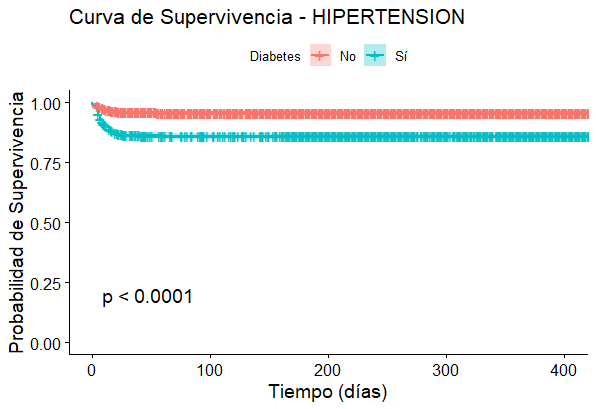 Curva de Supervivencia - HIPERTENSION
Diabetes No Sí
Probabilidad de Supervivencia
1.00
0.75
0.50
0.25
0.00
p < 0.0001
0 100 200 300 400
Tiempo (días)